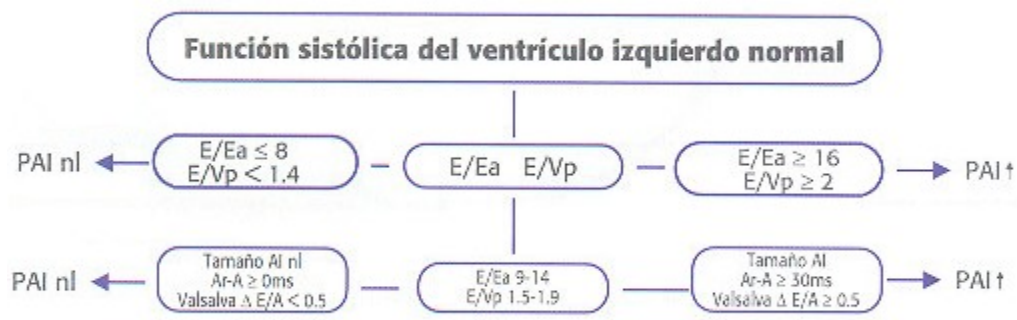 Función sistólica del ventrículo izquierdo normal
PAI nl
E/Ea ≤ 8
E/Vp < 1.4
E/Ea E/Vp
E/Ea ≥ 16
E/Vp ≥ 2
PAI↑
PAI nl
Tamaño AI nl
Ar-A ≥ 0ms
Valsalva Δ E/A < 0.5
E/Ea 9-14
E/Vp 1.5-1.9
Tamaño AI
Ar-A ≥ 30ms
Valsalva Δ E/A ≥ 0.5
PAI↑